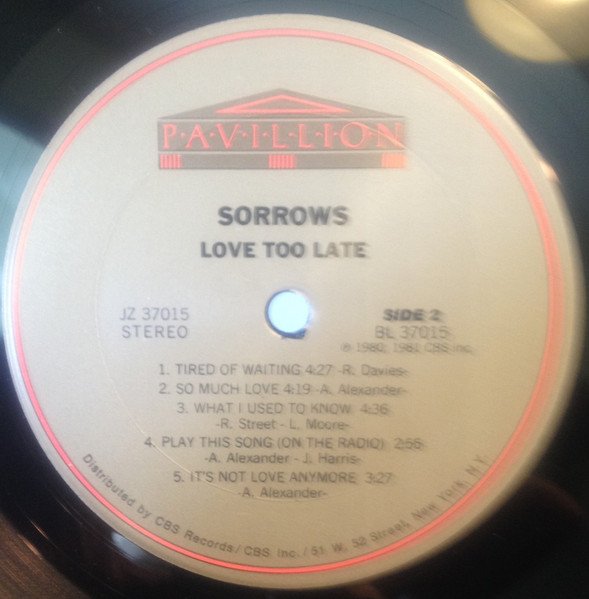 P·A·V·I·L·L·I·O·N
SORROWS
LOVE TOO LATE
JZ 37015
STEREO
SIDE 2
BL 37015
℗ 1980, 1981 CBS Inc.
1. TIRED OF WAITING 4:27 -R. Davies-
2. SO MUCH LOVE 4:19 -A. Alexander-
3. WHAT I USED TO KNOW 4:36
-R. Street - L. Moore-
4. PLAY THIS SONG (ON THE RADIO) 2:56
-A. Alexander - J. Harris-
5. IT'S NOT LOVE ANYMORE 3:27
-A. Alexander-
Distributed by CBS Records/ CBS Inc./ 51 W. 52 Street, New York, N.Y.